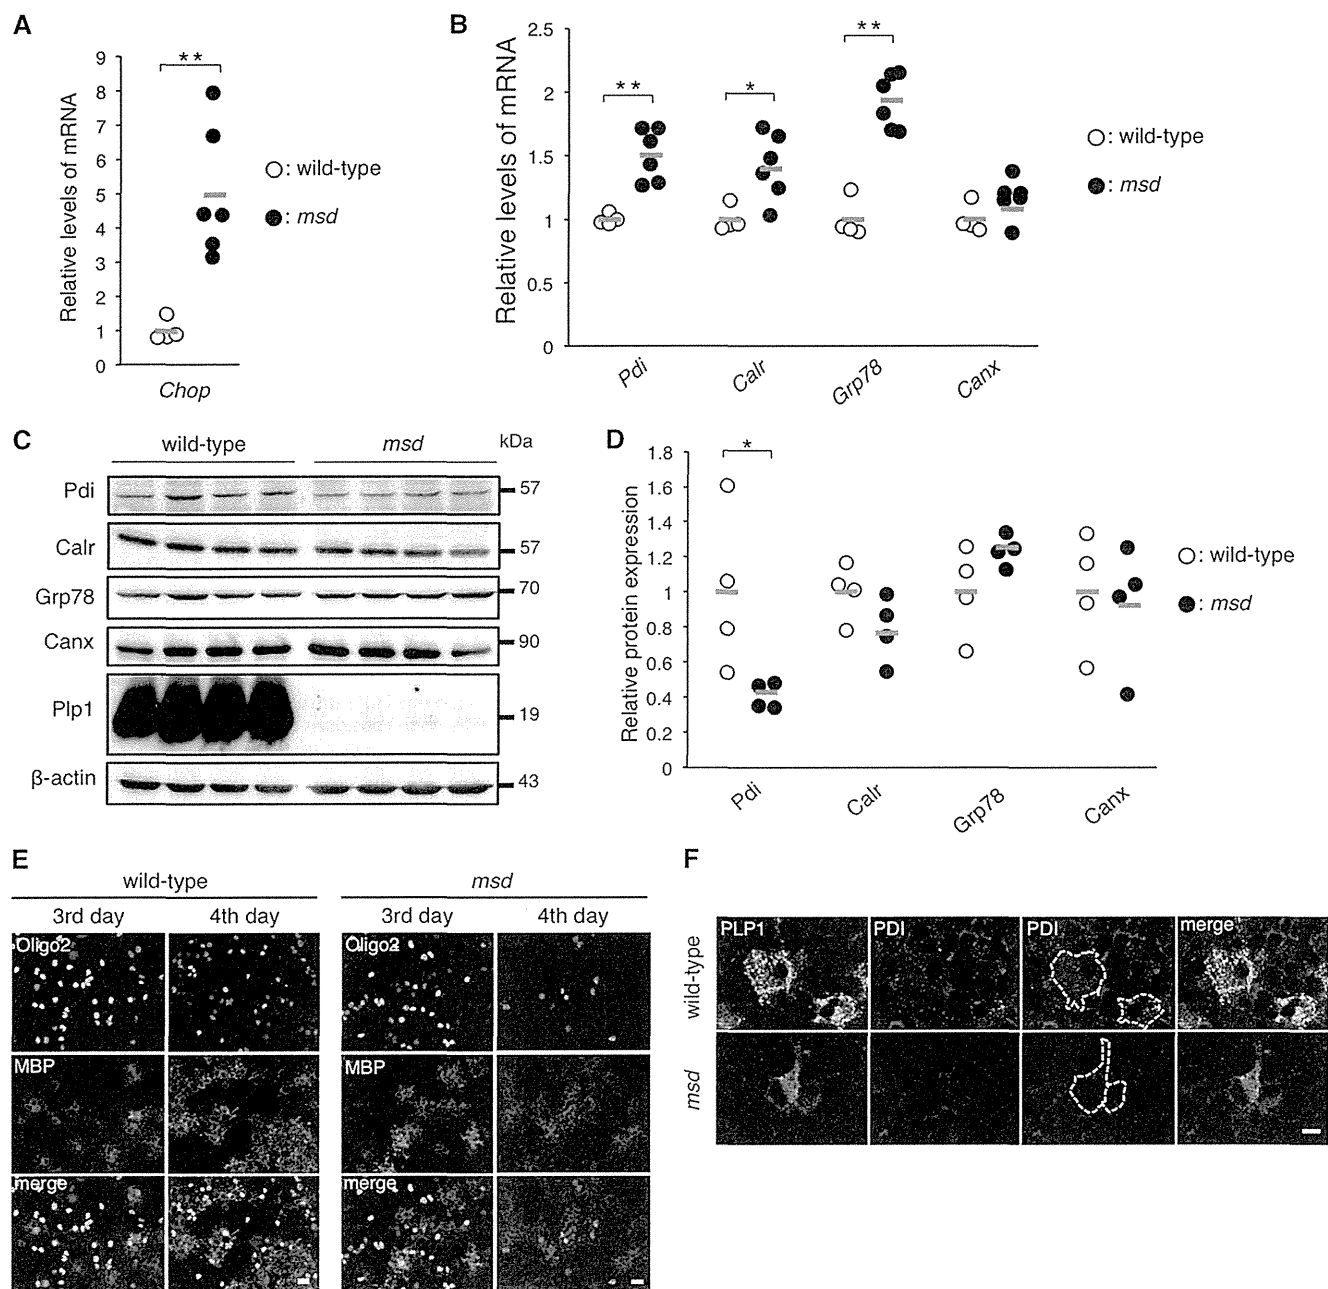 A
Relative levels of mRNA
9
8
7
6
5
4
3
2
1
0
**
Chop
○: wild-type
●: msd
B
Relative levels of mRNA
2.5
2
1.5
1
0.5
0
**
*
**
Pdi
Calr
Grp78
Canx
○: wild-type
●: msd
C
wild-type
msd
kDa
Pdi
57
Calr
57
Grp78
70
Canx
90
Plp1
19
β-actin
43
D
Relative protein expression
1.8
1.6
1.4
1.2
1
0.8
0.6
0.4
0.2
0
*
Pdi
Calr
Grp78
Canx
○: wild-type
●: msd
E
wild-type
msd
3rd day
4th day
3rd day
4th day
Oligo2
Oligo2
MBP
MBP
merge
merge
F
wild-type
msd
PLP1
PDI
PDI
merge